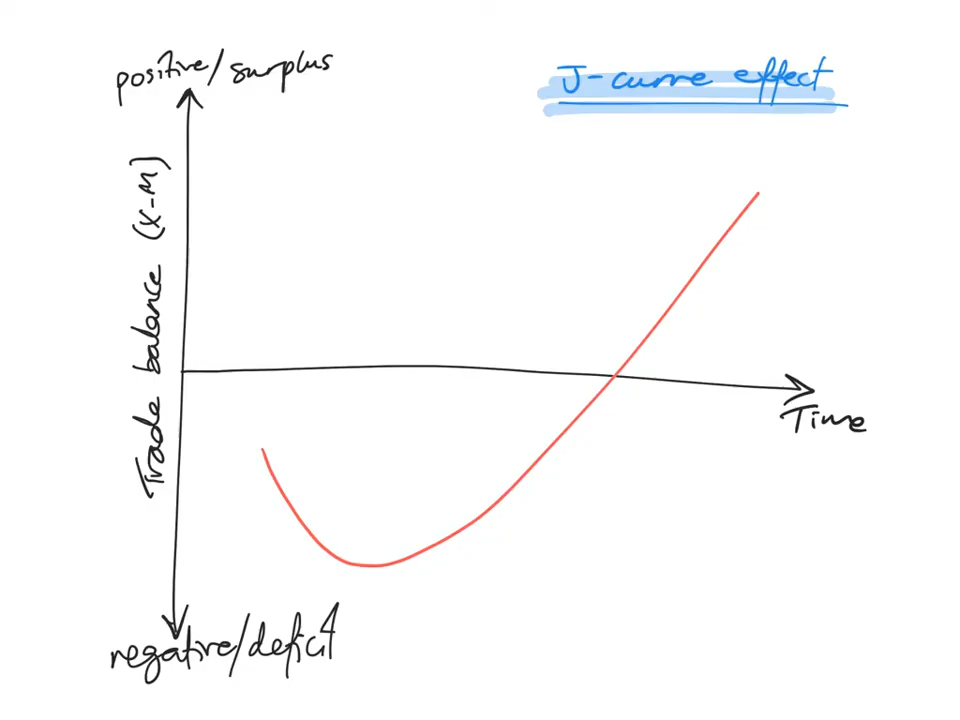 positive/surplus
J-curve effect
Trade balance (X-M)
Time
negative/deficit